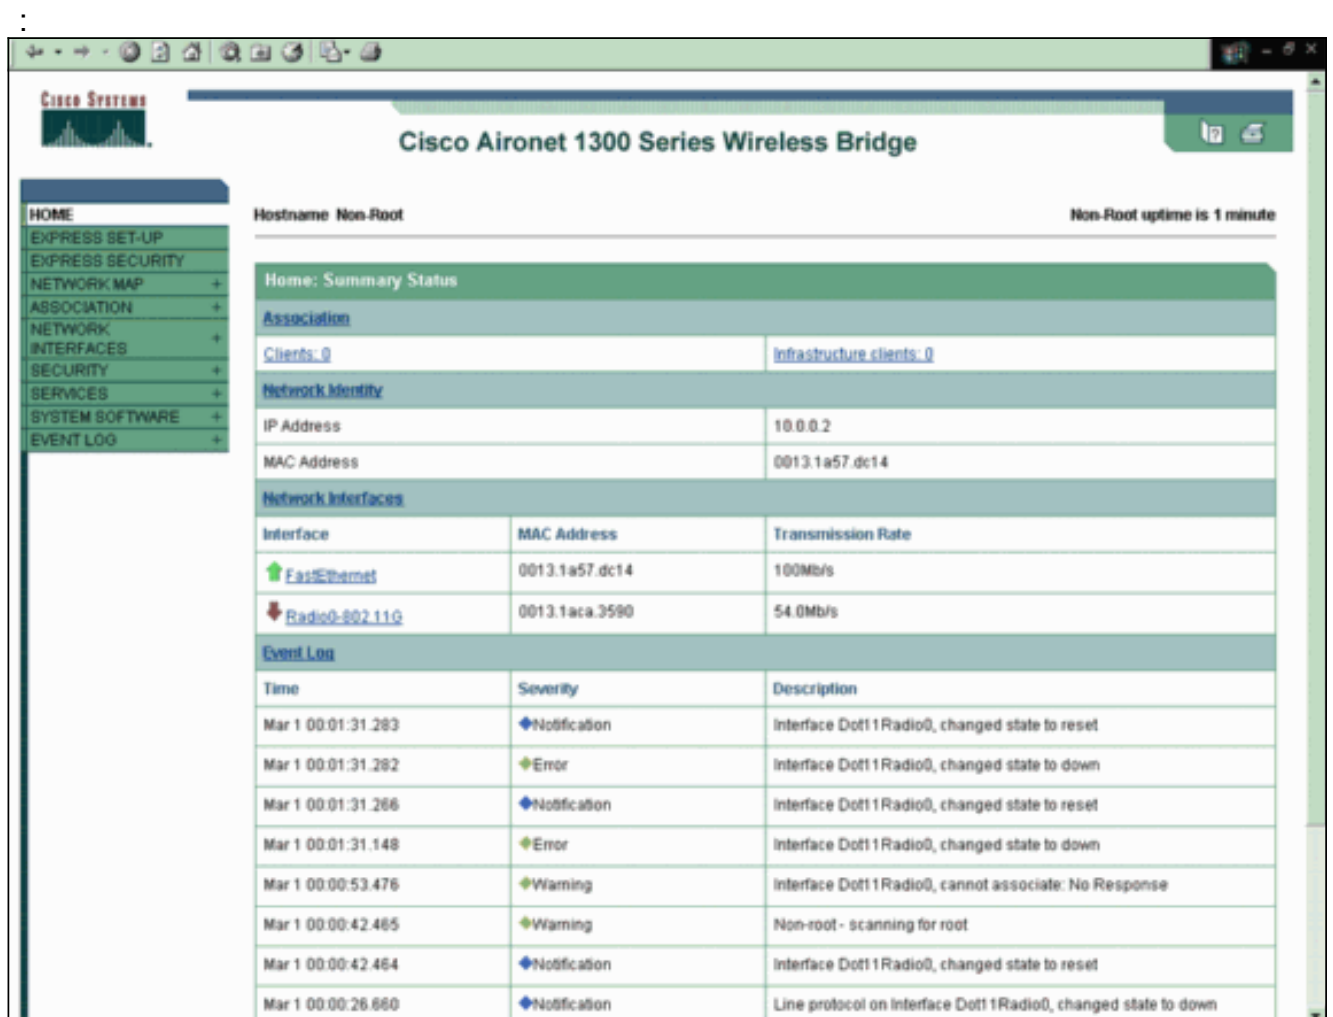 :
CISCO SYSTEMS
Cisco Aironet 1300 Series Wireless Bridge
HOME
EXPRESS SET-UP
EXPRESS SECURITY
NETWORK MAP +
ASSOCIATION +
NETWORK
INTERFACES +
SECURITY +
SERVICES +
SYSTEM SOFTWARE +
EVENT LOG +
Hostname Non-Root
Non-Root uptime is 1 minute
Home: Summary Status
Association
Clients: 0 Infrastructure clients: 0
Network Identity
IP Address 10.0.0.2
MAC Address 0013.1a57.dc14
Network Interfaces
Interface MAC Address Transmission Rate
FastEthernet 0013.1a57.dc14 100Mb/s
Radio0-802.11G 0013.1aca.3590 54.0Mb/s
Event Log
Time Severity Description
Mar 1 00:01:31.283 Notification Interface Dot11Radio0, changed state to reset
Mar 1 00:01:31.282 Error Interface Dot11Radio0, changed state to down
Mar 1 00:01:31.266 Notification Interface Dot11Radio0, changed state to reset
Mar 1 00:01:31.148 Error Interface Dot11Radio0, changed state to down
Mar 1 00:00:53.476 Warning Interface Dot11Radio0, cannot associate: No Response
Mar 1 00:00:42.465 Warning Non-root - scanning for root
Mar 1 00:00:42.464 Notification Interface Dot11Radio0, changed state to reset
Mar 1 00:00:26.660 Notification Line protocol on Interface Dot11Radio0, changed state to down